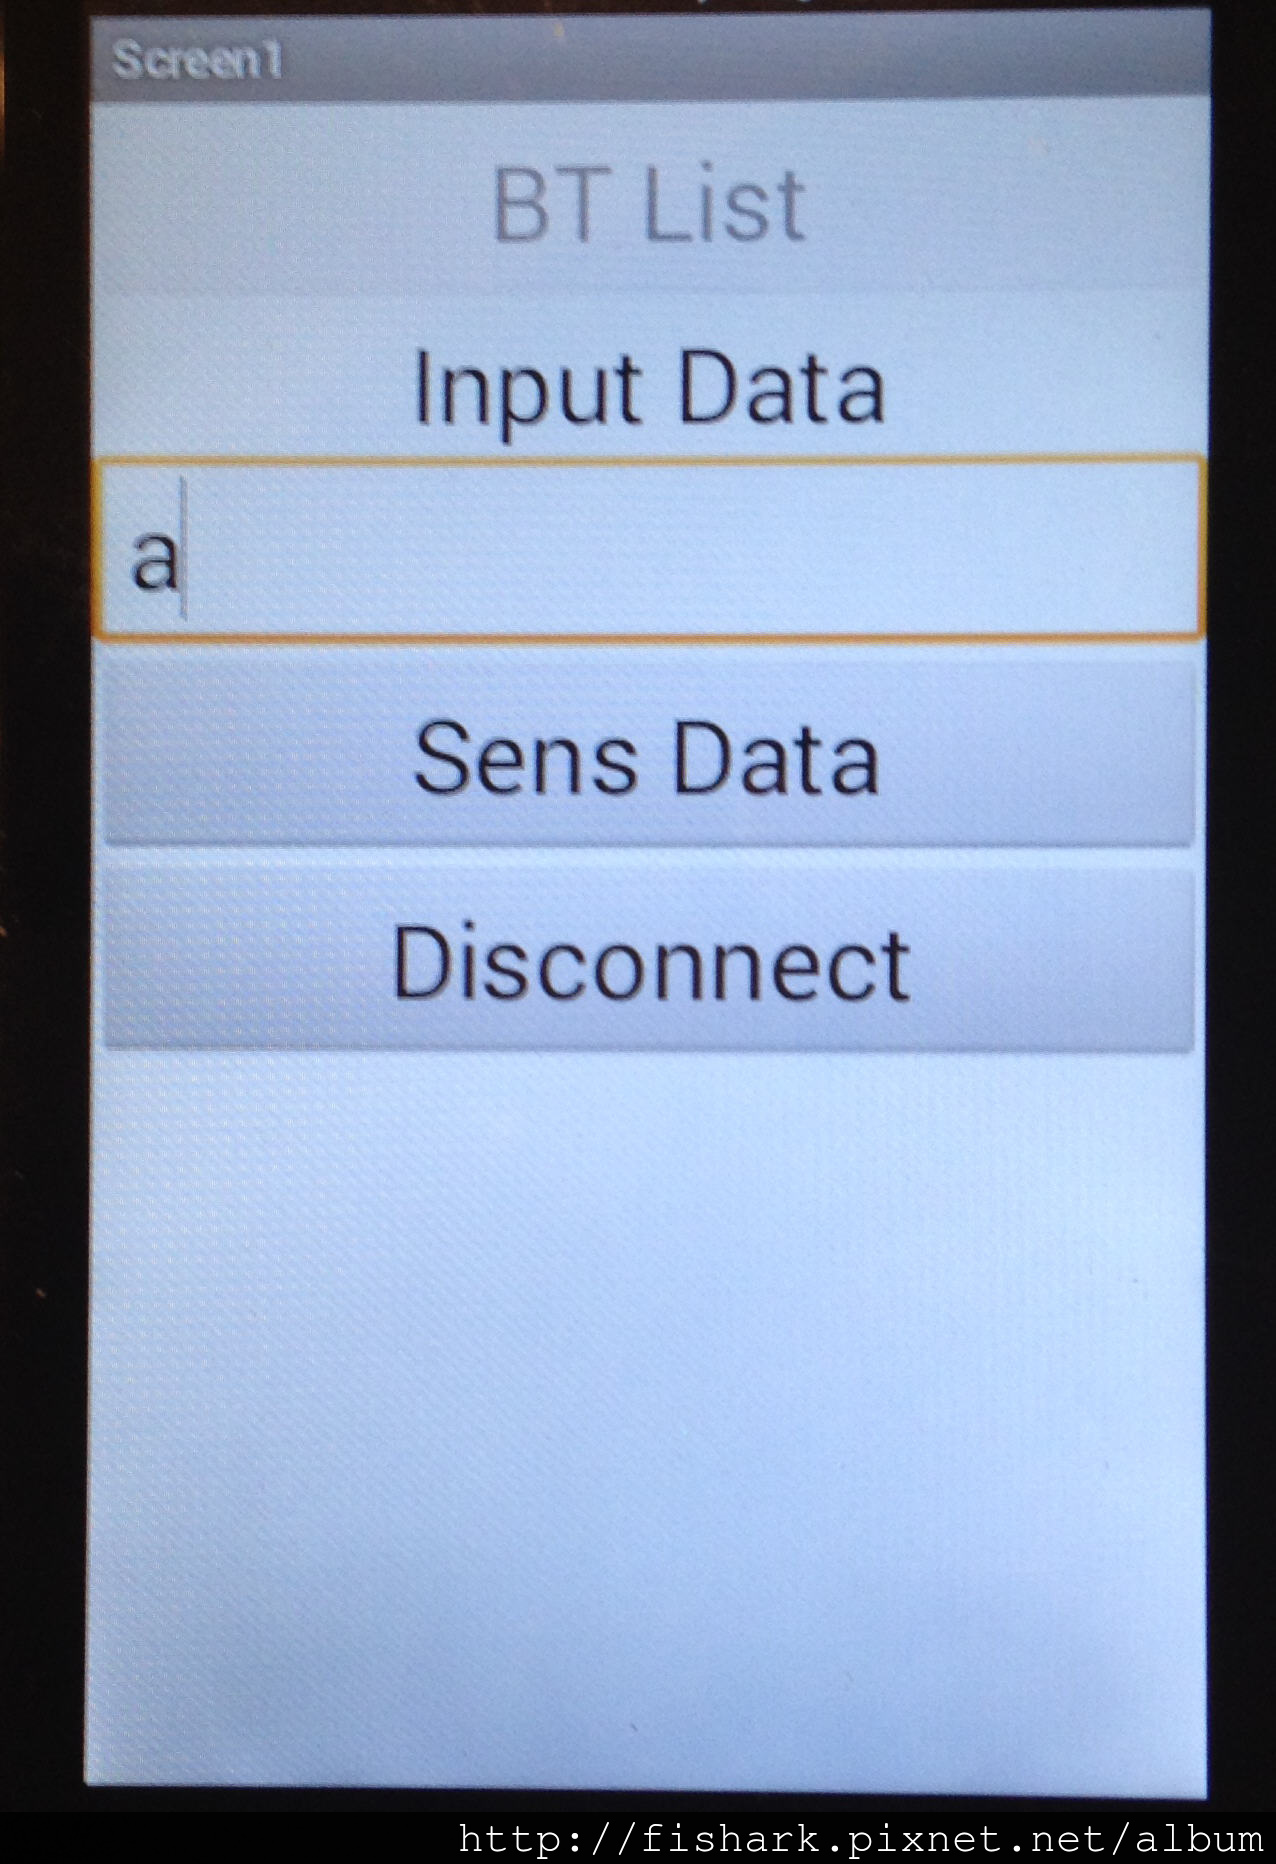 Screen1
BT List
Input Data
a
Sens Data
Disconnect
http://fishark.pixnet.net/album